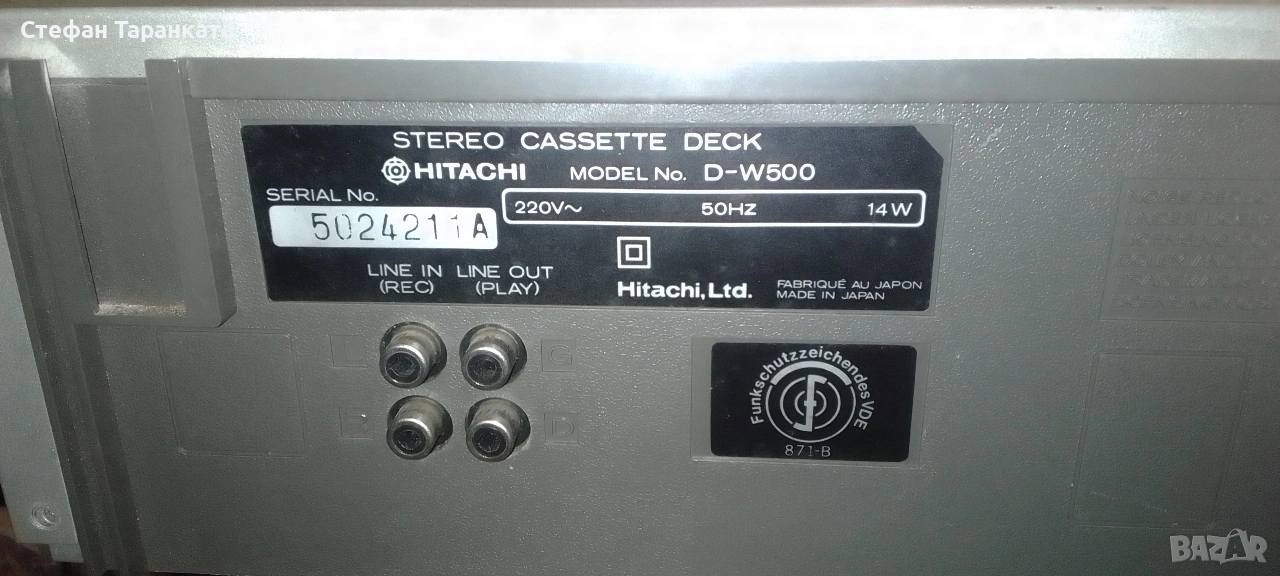 Стефан Таранката
STEREO CASSETTE DECK
HITACHI MODEL No. D-W500
SERIAL No.
5024211A
220V~ 50HZ 14W
LINE IN LINE OUT
(REC) (PLAY)
Hitachi, Ltd.
FABRIQUÉ AU JAPON
MADE IN JAPAN
L G
D
Funkschutzzeichen des VDE
871-B
BAZAR